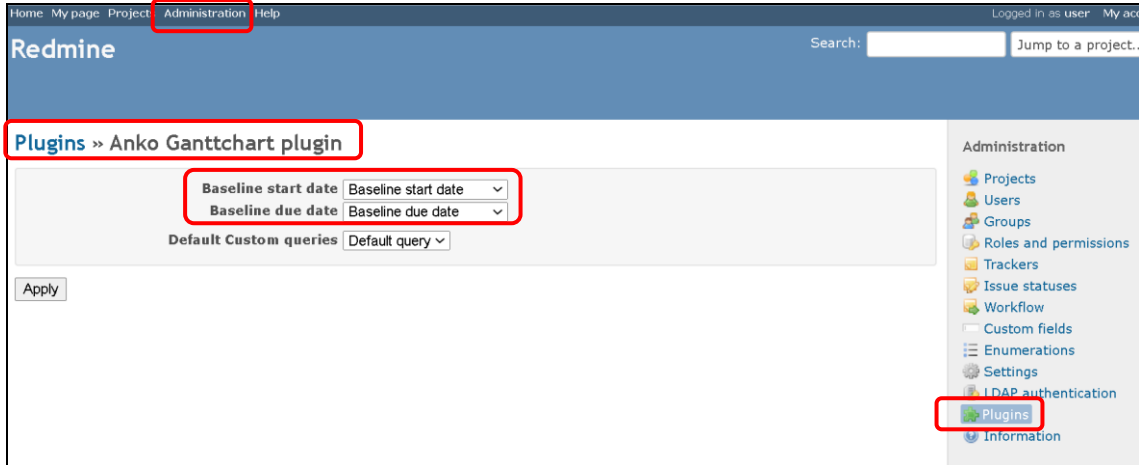 Home My page Projects Administration Help Logged in as user My acc
Redmine Search: Jump to a project..
Plugins » Anko Ganttchart plugin
Baseline start date Baseline start date
Baseline due date Baseline due date
Default Custom queries Default query
Apply
Administration
Projects
Users
Groups
Roles and permissions
Trackers
Issue statuses
Workflow
Custom fields
Enumerations
Settings
LDAP authentication
Plugins
Information